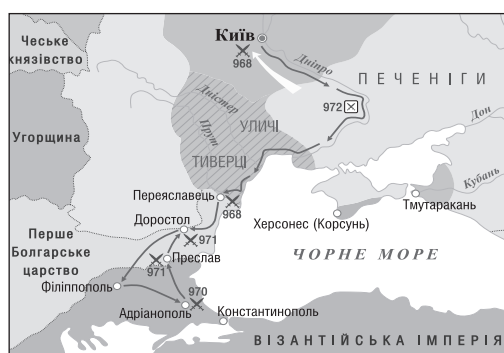 Чеське
князівство
Київ
968
Дніпро
ПЕЧЕНІГИ
972
Дністер
Прут
Дон
Угорщина
УЛИЧІ
ТИВЕРЦІ
Кубань
Переяславець
968
Тмутаракань
Доростол
971
Херсонес (Корсунь)
Перше
Болгарське
царство
971
Преслав
ЧОРНЕ МОРЕ
Філіппополь
970
Адріанополь
Константинополь
ВІЗАНТІЙСЬКА ІМПЕРІЯ